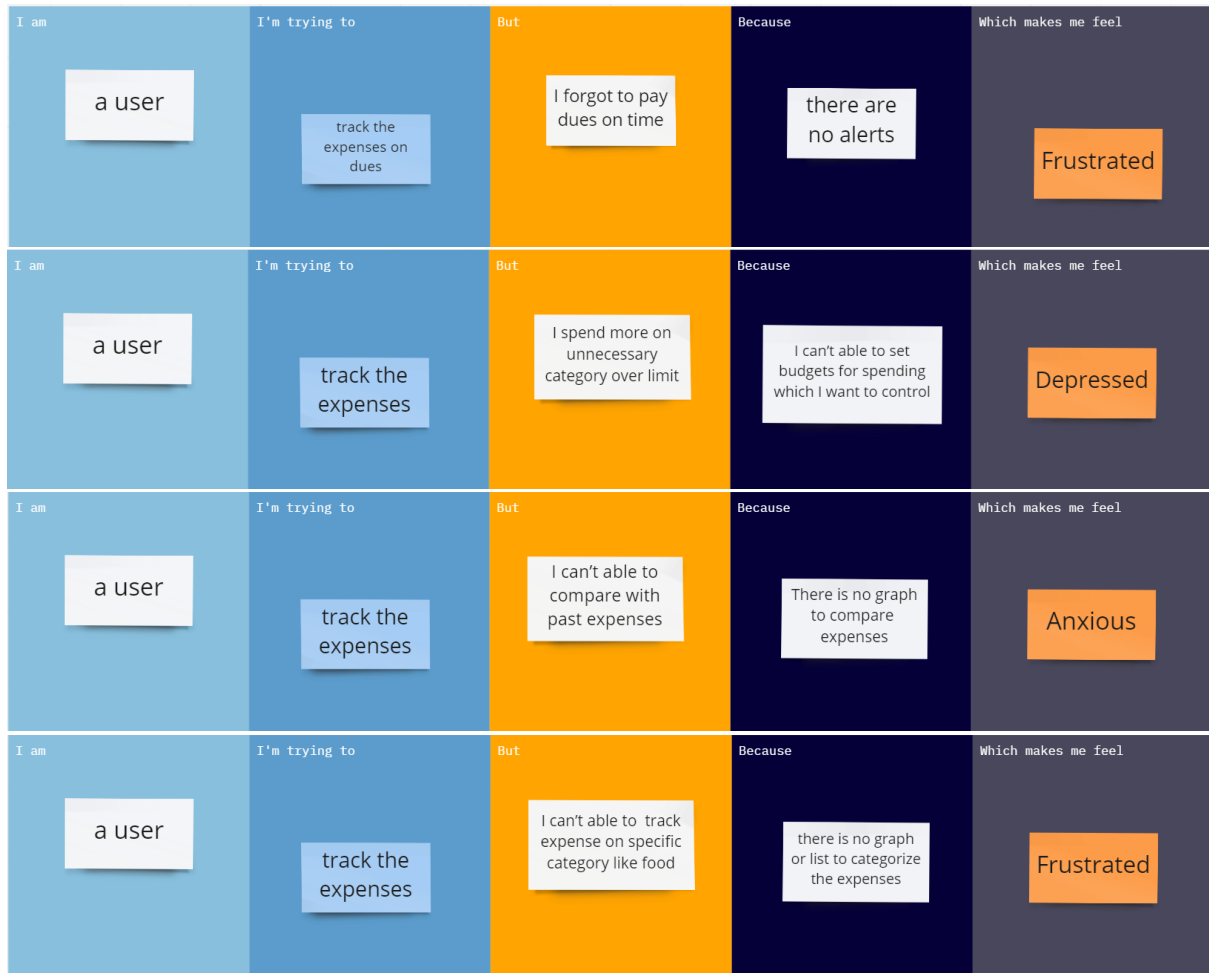 I am
a user
I'm trying to
track the
expenses on
dues
But
I forgot to pay
dues on time
Because
there are
no alerts
Which makes me feel
Frustrated
I am
a user
I'm trying to
track the
expenses
But
I spend more on
unnecessary
category over limit
Because
I can't able to set
budgets for spending
which I want to control
Which makes me feel
Depressed
I am
a user
I'm trying to
track the
expenses
But
I can't able to
compare with
past expenses
Because
There is no graph
to compare
expenses
Which makes me feel
Anxious
I am
a user
I'm trying to
track the
expenses
But
I can't able to track
expense on specific
category like food
Because
there is no graph
or list to categorize
the expenses
Which makes me feel
Frustrated